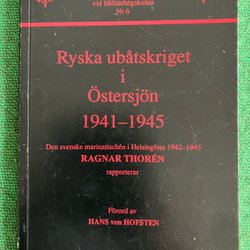 vid Militärhögskolan
Nr 6
Ryska ubåtskriget
i
Östersjön
1941–1945
Den svenske marinattachén i Helsingfors 1942–1945
RAGNAR THORÉN
rapporterar
Förord av
HANS von HOFSTEN